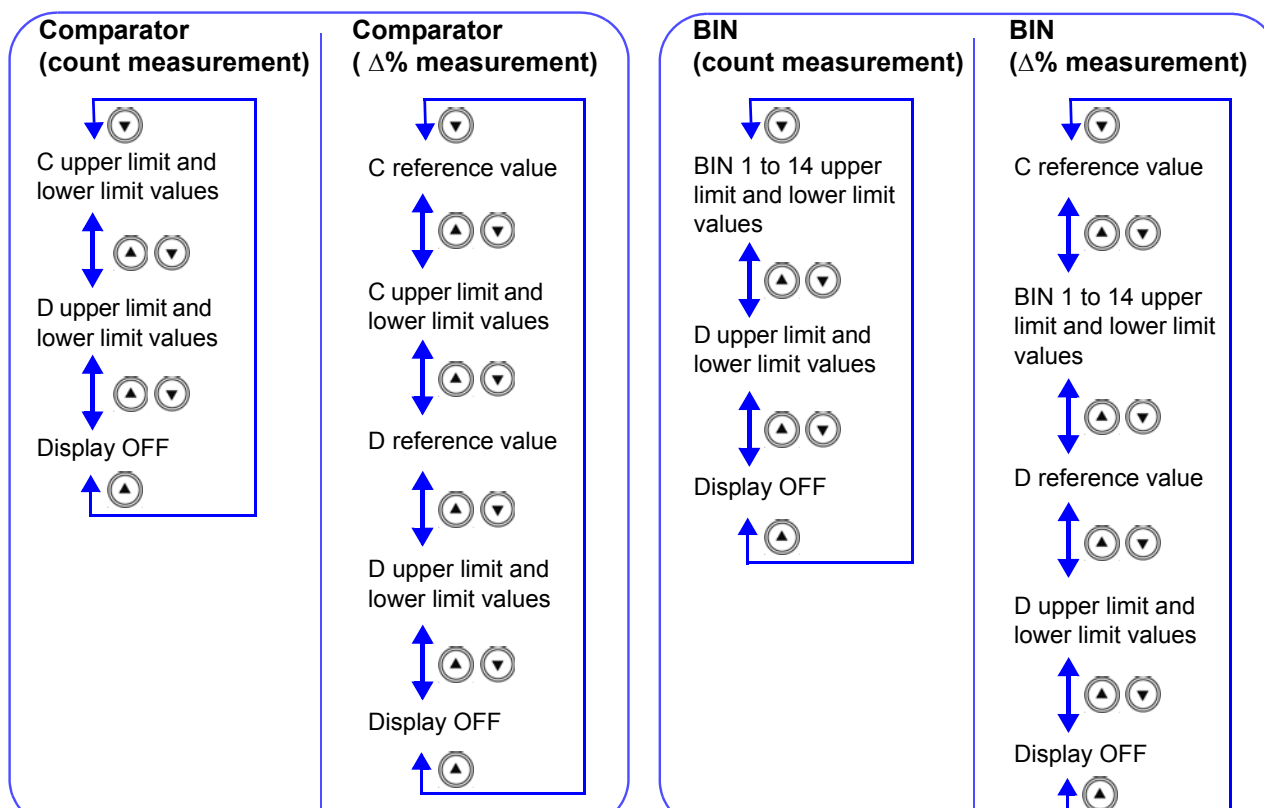 Comparator
(count measurement)
C upper limit and
lower limit values
D upper limit and
lower limit values
Display OFF
Comparator
( Δ% measurement)
C reference value
C upper limit and
lower limit values
D reference value
D upper limit and
lower limit values
Display OFF
BIN
(count measurement)
BIN 1 to 14 upper
limit and lower limit
values
D upper limit and
lower limit values
Display OFF
BIN
(Δ% measurement)
C reference value
BIN 1 to 14 upper
limit and lower limit
values
D reference value
D upper limit and
lower limit values
Display OFF